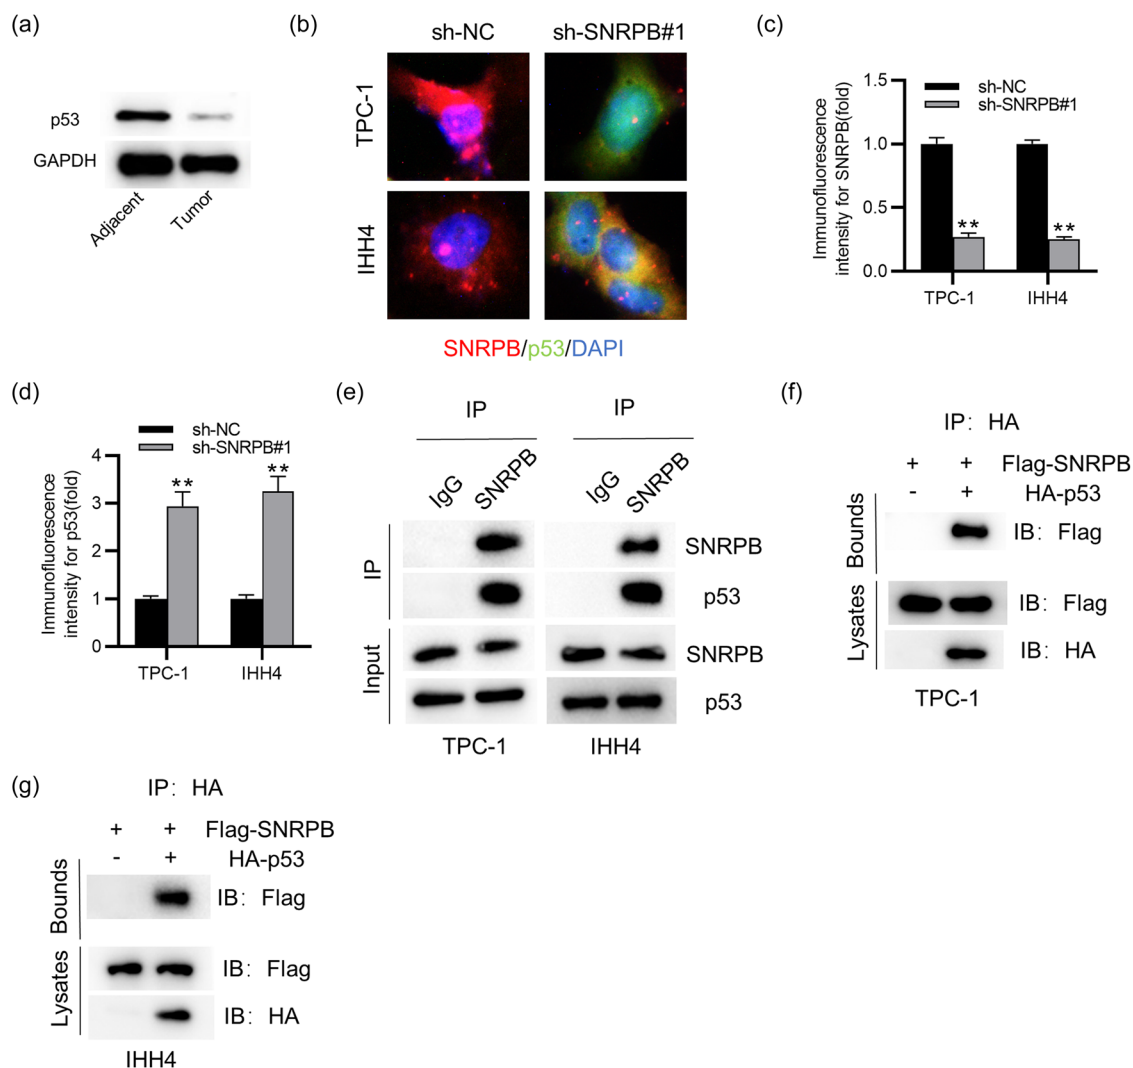 (a)
p53
GAPDH
Adjacent
Tumor
(b)
sh-NC
sh-SNRPB#1
TPC-1
IHH4
SNRPB/p53/DAPI
(c)
Immunofluorescence
intensity for SNRPB(fold)
1.5
1.0
0.5
0.0
sh-NC
sh-SNRPB#1
**
**
TPC-1
IHH4
(d)
Immunofluorescence
intensity for p53(fold)
4
3
2
1
0
sh-NC
sh-SNRPB#1
**
**
TPC-1
IHH4
(e)
IP
IP
IgG
SNRPB
IgG
SNRPB
IP
SNRPB
p53
Input
SNRPB
p53
TPC-1
IHH4
(f)
IP: HA
+ + Flag-SNRPB
- + HA-p53
Bounds
IB: Flag
Lysates
IB: Flag
IB: HA
TPC-1
(g)
IP: HA
+ + Flag-SNRPB
- + HA-p53
Bounds
IB: Flag
Lysates
IB: Flag
IB: HA
IHH4